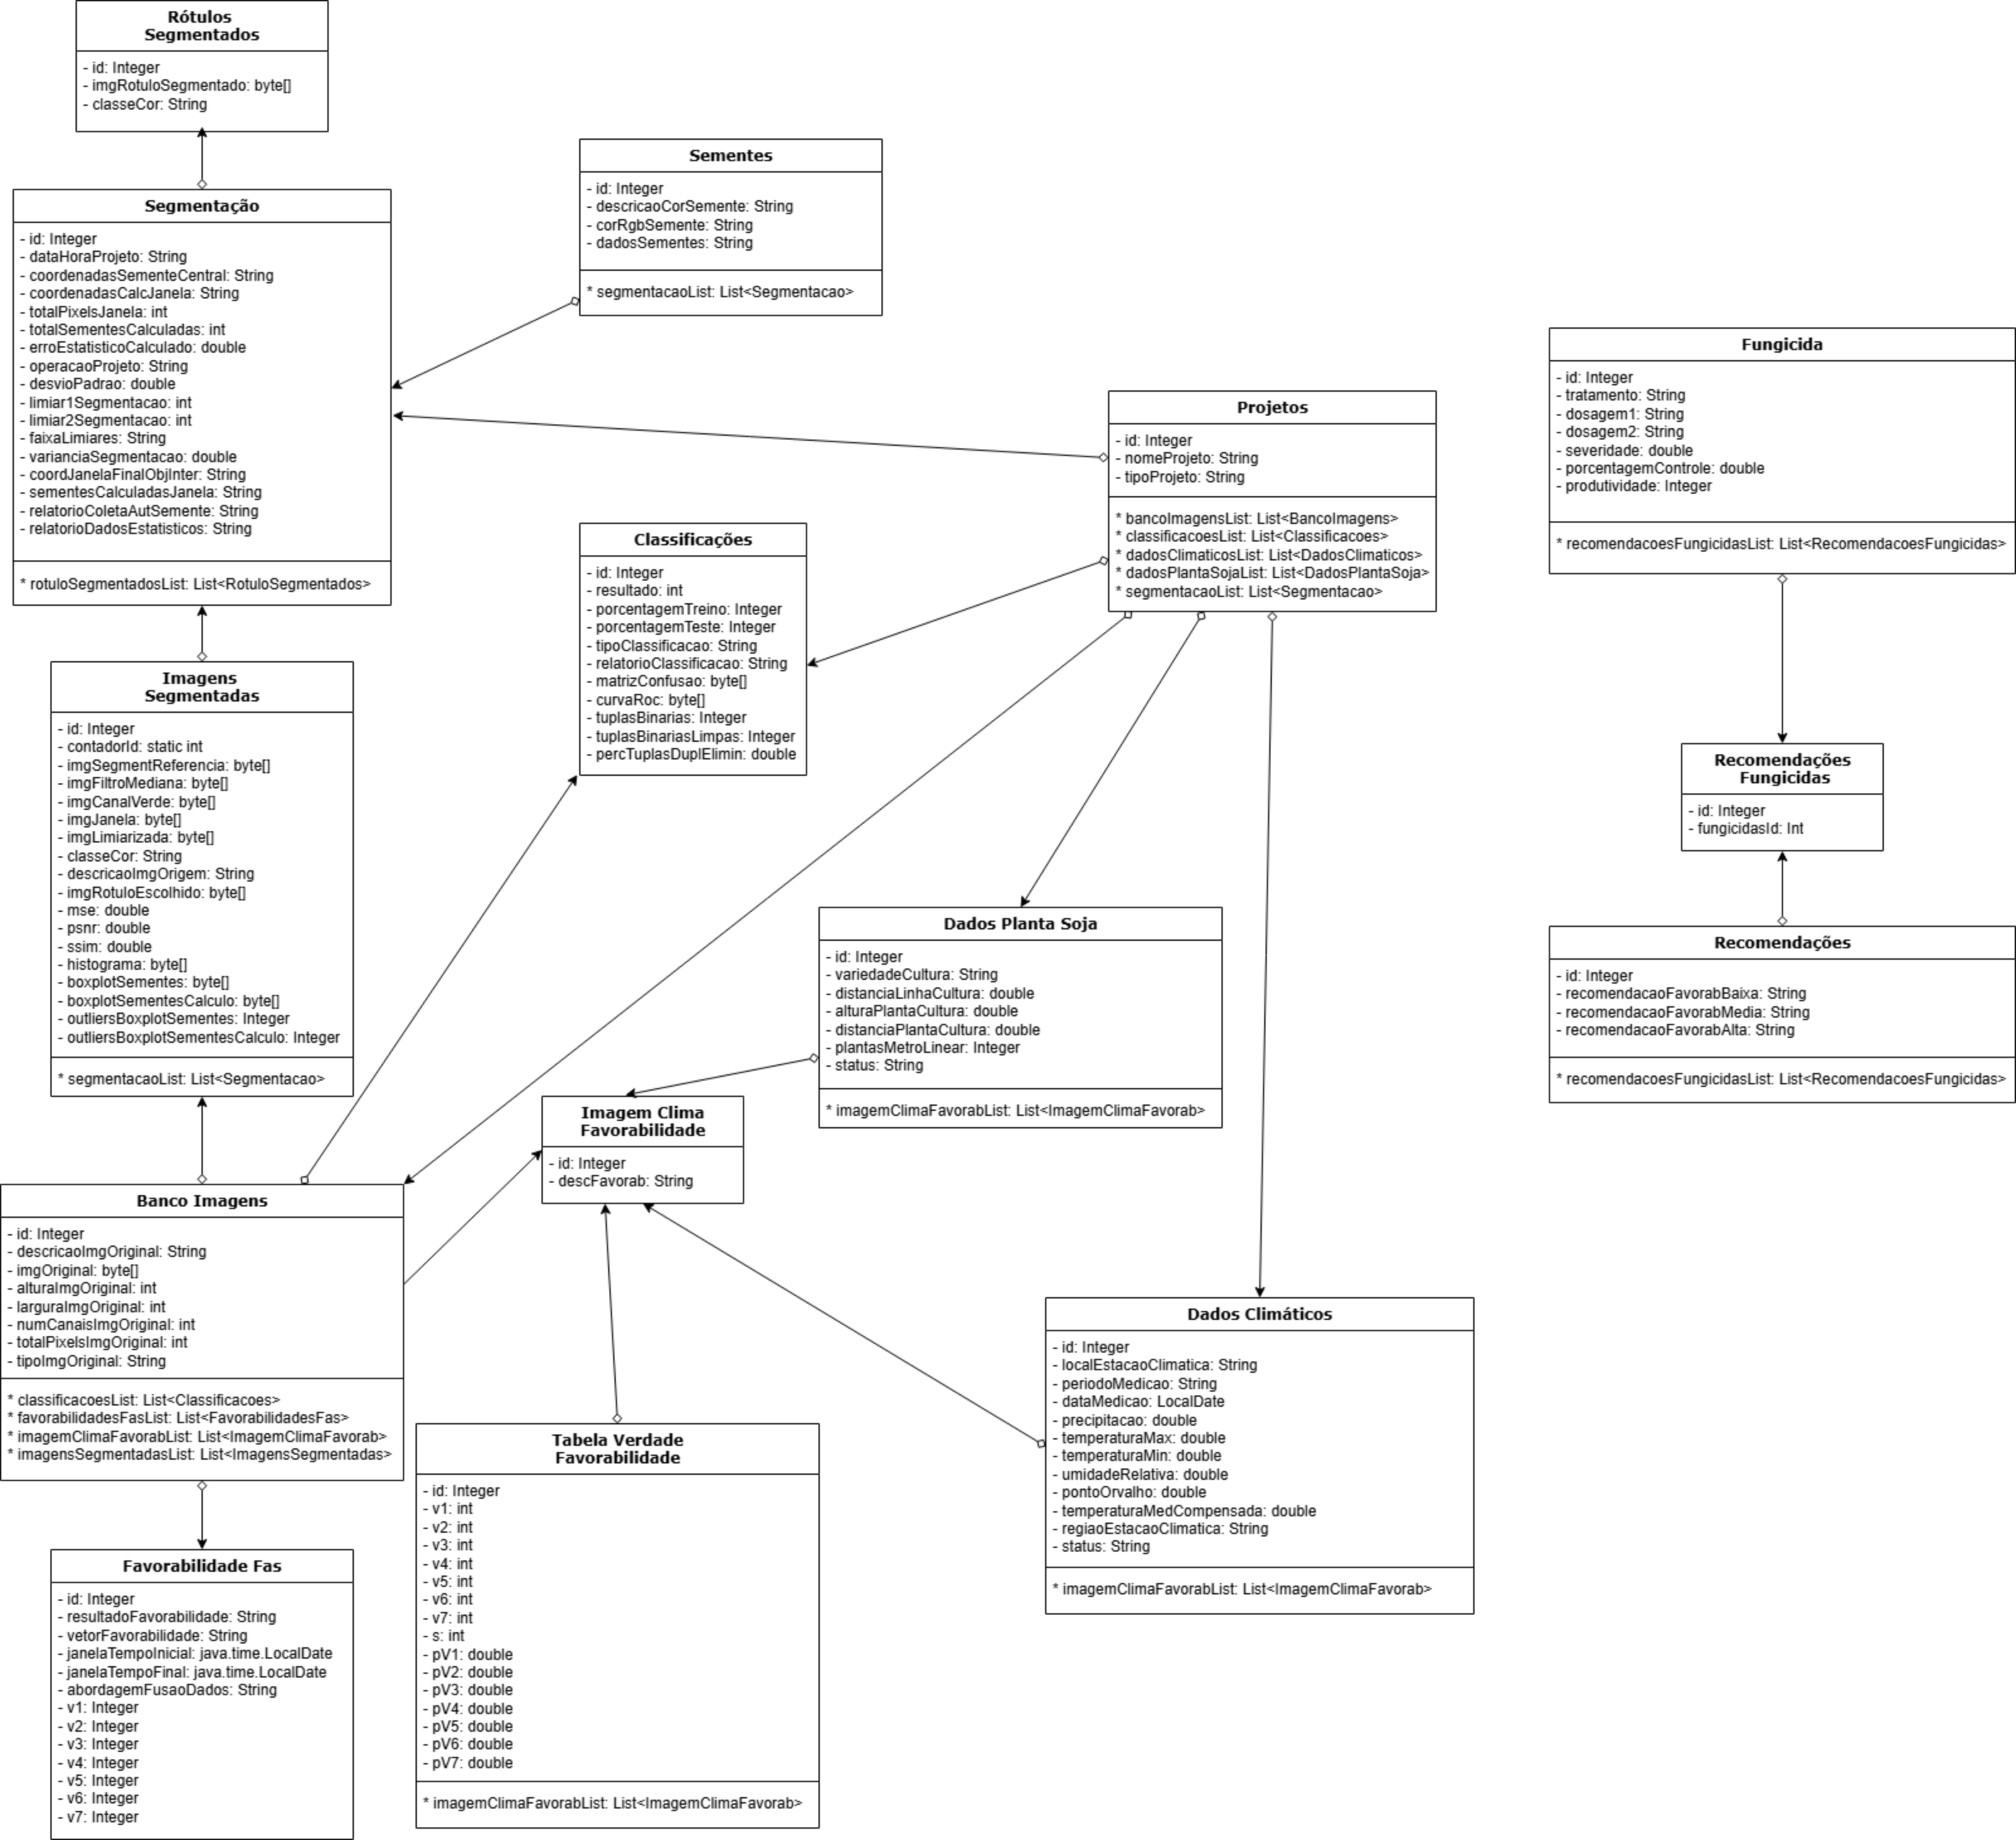 Rótulos
Segmentados
- id: Integer
- imgRotuloSegmentado: byte[]
- classeCor: String
Segmentação
- id: Integer
- dataHoraProjeto: String
- coordenadasSementeCentral: String
- coordenadasCalcJanela: String
- totalPixelsJanela: int
- totalSementesCalculadas: int
- erroEstatisticoCalculado: double
- operacaoProjeto: String
- desvioPadrao: double
- limiar1Segmentacao: int
- limiar2Segmentacao: int
- faixaLimiares: String
- varianciaSegmentacao: double
- coordJanelaFinalObjInter: String
- sementesCalculadasJanela: String
- relatorioColetaAutSemente: String
- relatorioDadosEstatisticos: String
* rotuloSegmentadosList: List<RotuloSegmentados>
Sementes
- id: Integer
- descricaoCorSemente: String
- corRgbSemente: String
- dadosSementes: String
* segmentacaoList: List<Segmentacao>
Projetos
- id: Integer
- nomeProjeto: String
- tipoProjeto: String
* bancoImagensList: List<BancoImagens>
* classificacoesList: List<Classificacoes>
* dadosClimaticosList: List<DadosClimaticos>
* dadosPlantaSojaList: List<DadosPlantaSoja>
* segmentacaoList: List<Segmentacao>
Fungicida
- id: Integer
- tratamento: String
- dosagem1: String
- dosagem2: String
- severidade: double
- porcentagemControle: double
- produtividade: Integer
* recomendacoesFungicidasList: List<RecomendacoesFungicidas>
Classificações
- id: Integer
- resultado: int
- porcentagemTreino: Integer
- porcentagemTeste: Integer
- tipoClassificacao: String
- relatorioClassificacao: String
- matrizConfusao: byte[]
- curvaRoc: byte[]
- tuplasBinarias: Integer
- tuplasBinariasLimpas: Integer
- percTuplasDuplElimin: double
Imagens
Segmentadas
- id: Integer
- contadorId: static int
- imgSegmentReferencia: byte[]
- imgFiltroMediana: byte[]
- imgCanalVerde: byte[]
- imgJanela: byte[]
- imgLimiarizada: byte[]
- classeCor: String
- descricaoImgOrigem: String
- imgRotuloEscolhido: byte[]
- mse: double
- psnr: double
- ssim: double
- histograma: byte[]
- boxplotSementes: byte[]
- boxplotSementesCalculo: byte[]
- outliersBoxplotSementes: Integer
- outliersBoxplotSementesCalculo: Integer
* segmentacaoList: List<Segmentacao>
Recomendações
Fungicidas
- id: Integer
- fungicidasId: Int
Dados Planta Soja
- id: Integer
- variedadeCultura: String
- distanciaLinhaCultura: double
- alturaPlantaCultura: double
- distanciaPlantaCultura: double
- plantasMetroLinear: Integer
- status: String
* imagemClimaFavorabList: List<ImagemClimaFavorab>
Recomendações
- id: Integer
- recomendacaoFavorabBaixa: String
- recomendacaoFavorabMedia: String
- recomendacaoFavorabAlta: String
* recomendacoesFungicidasList: List<RecomendacoesFungicidas>
Imagem Clima
Favorabilidade
- id: Integer
- descFavorab: String
Banco Imagens
- id: Integer
- descricaoImgOriginal: String
- imgOriginal: byte[]
- alturaImgOriginal: int
- larguraImgOriginal: int
- numCanaisImgOriginal: int
- totalPixelsImgOriginal: int
- tipoImgOriginal: String
* classificacoesList: List<Classificacoes>
* favorabilidadesFasList: List<FavorabilidadesFas>
* imagemClimaFavorabList: List<ImagemClimaFavorab>
* imagensSegmentadasList: List<ImagensSegmentadas>
Dados Climáticos
- id: Integer
- localEstacaoClimatica: String
- periodoMedicao: String
- dataMedicao: LocalDate
- precipitacao: double
- temperaturaMax: double
- temperaturaMin: double
- umidadeRelativa: double
- pontoOrvalho: double
- temperaturaMedCompensada: double
- regiaoEstacaoClimatica: String
- status: String
* imagemClimaFavorabList: List<ImagemClimaFavorab>
Tabela Verdade
Favorabilidade
- id: Integer
- v1: int
- v2: int
- v3: int
- v4: int
- v5: int
- v6: int
- v7: int
- s: int
- pV1: double
- pV2: double
- pV3: double
- pV4: double
- pV5: double
- pV6: double
- pV7: double
* imagemClimaFavorabList: List<ImagemClimaFavorab>
Favorabilidade Fas
- id: Integer
- resultadoFavorabilidade: String
- vetorFavorabilidade: String
- janelaTempoInicial: java.time.LocalDate
- janelaTempoFinal: java.time.LocalDate
- abordagemFusaoDados: String
- v1: Integer
- v2: Integer
- v3: Integer
- v4: Integer
- v5: Integer
- v6: Integer
- v7: Integer